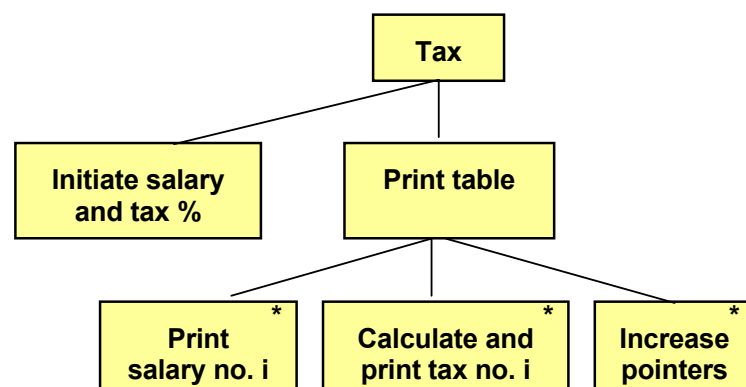 Tax
Initiate salary
and tax %
Print table
*
Print
salary no. i
*
Calculate and
print tax no. i
*
Increase
pointers